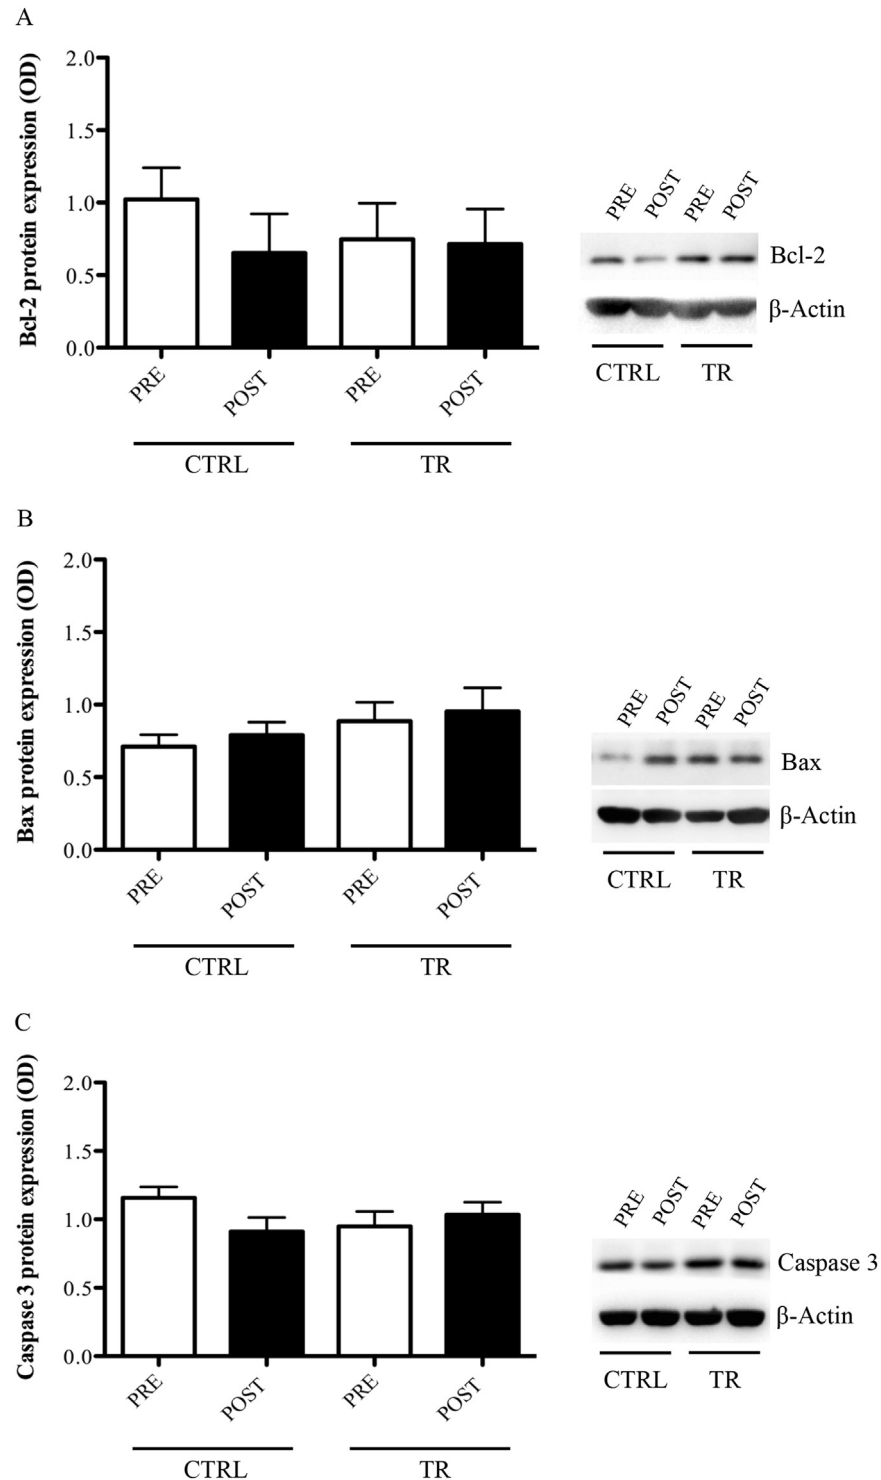 A
Bcl-2 protein expression (OD)
2.0
1.5
1.0
0.5
0.0
PRE
POST
PRE
POST
CTRL
TR
PRE
POST
PRE
POST
Bcl-2
β-Actin
CTRL
TR
B
Bax protein expression (OD)
2.0
1.5
1.0
0.5
0.0
PRE
POST
PRE
POST
CTRL
TR
PRE
POST
PRE
POST
Bax
β-Actin
CTRL
TR
C
Caspase 3 protein expression (OD)
2.0
1.5
1.0
0.5
0.0
PRE
POST
PRE
POST
CTRL
TR
PRE
POST
PRE
POST
Caspase 3
β-Actin
CTRL
TR